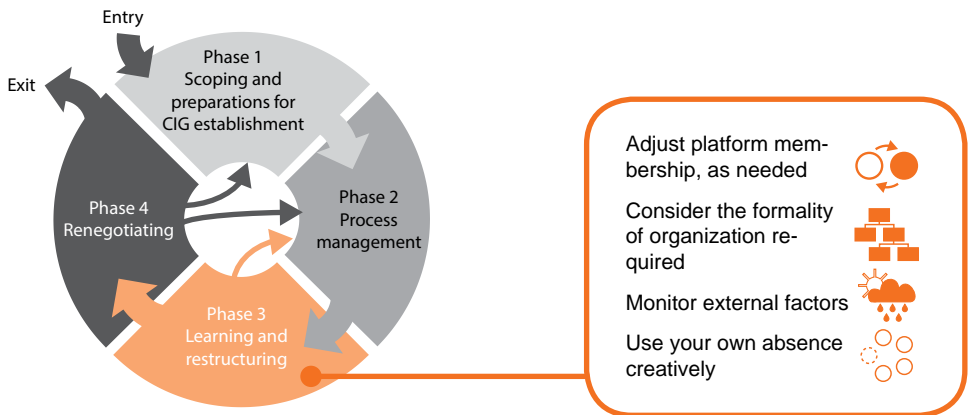 Entry
Exit
Phase 1
Scoping and
preparations for
CIG establishment
Phase 2
Process
management
Phase 4
Renegotiating
Phase 3
Learning and
restructuring
Adjust platform mem-
bership, as needed
Consider the formality
of organization re-
quired
Monitor external factors
Use your own absence
creatively